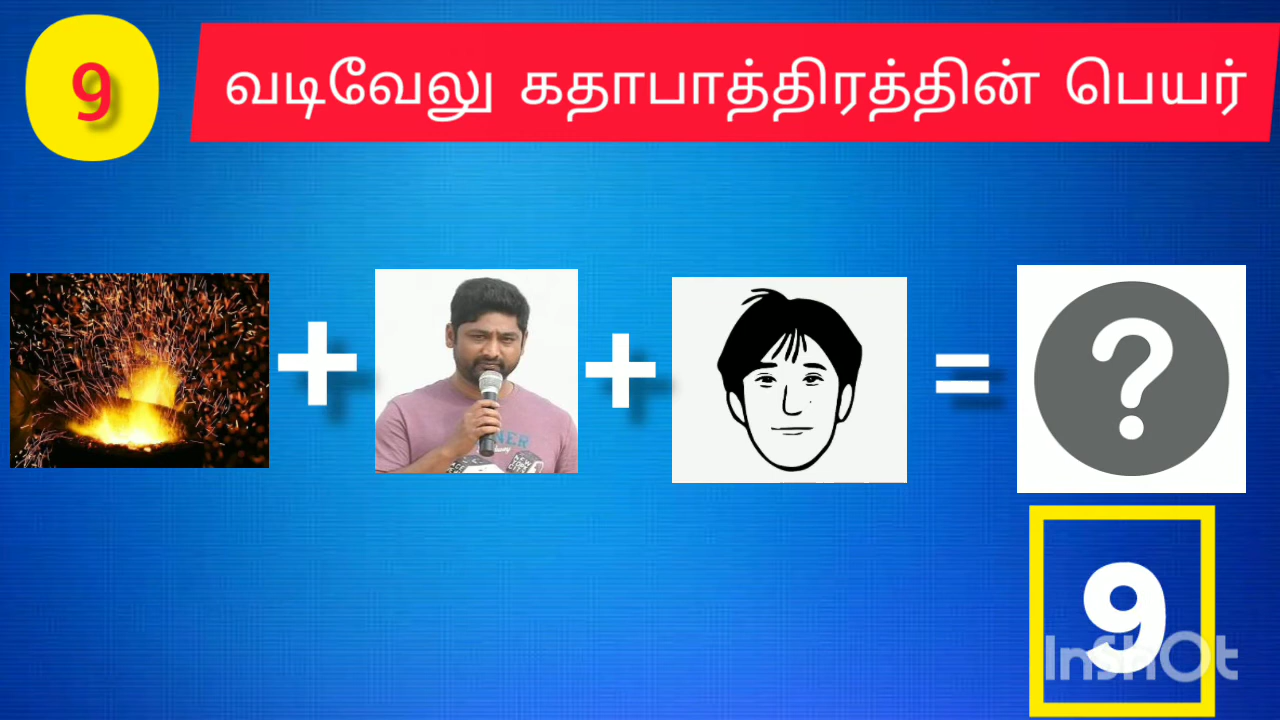 9
வடிவேலு கதாபாத்திரத்தின் பெயர்
+ + =
?
9
InShOt